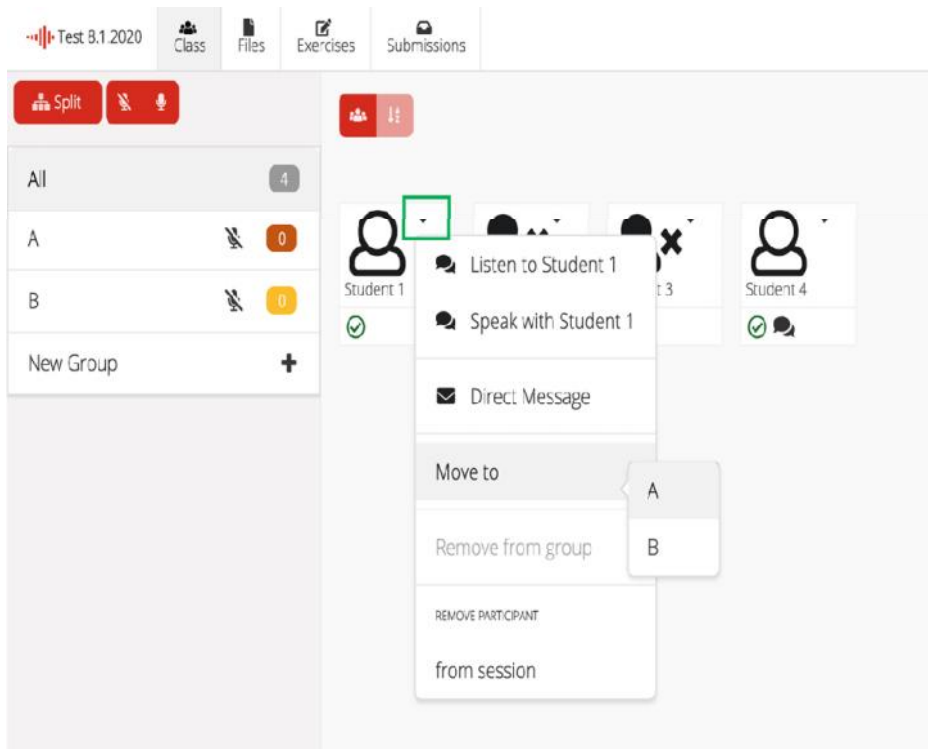 Test B.1.2020
Class
Files
Exercises
Submissions
Split
All
4
A
0
B
0
New Group
Student 1
t 3
Student 4
Listen to Student 1
Speak with Student 1
Direct Message
Move to
A
B
Remove from group
REMOVE PARTICIPANT
from session